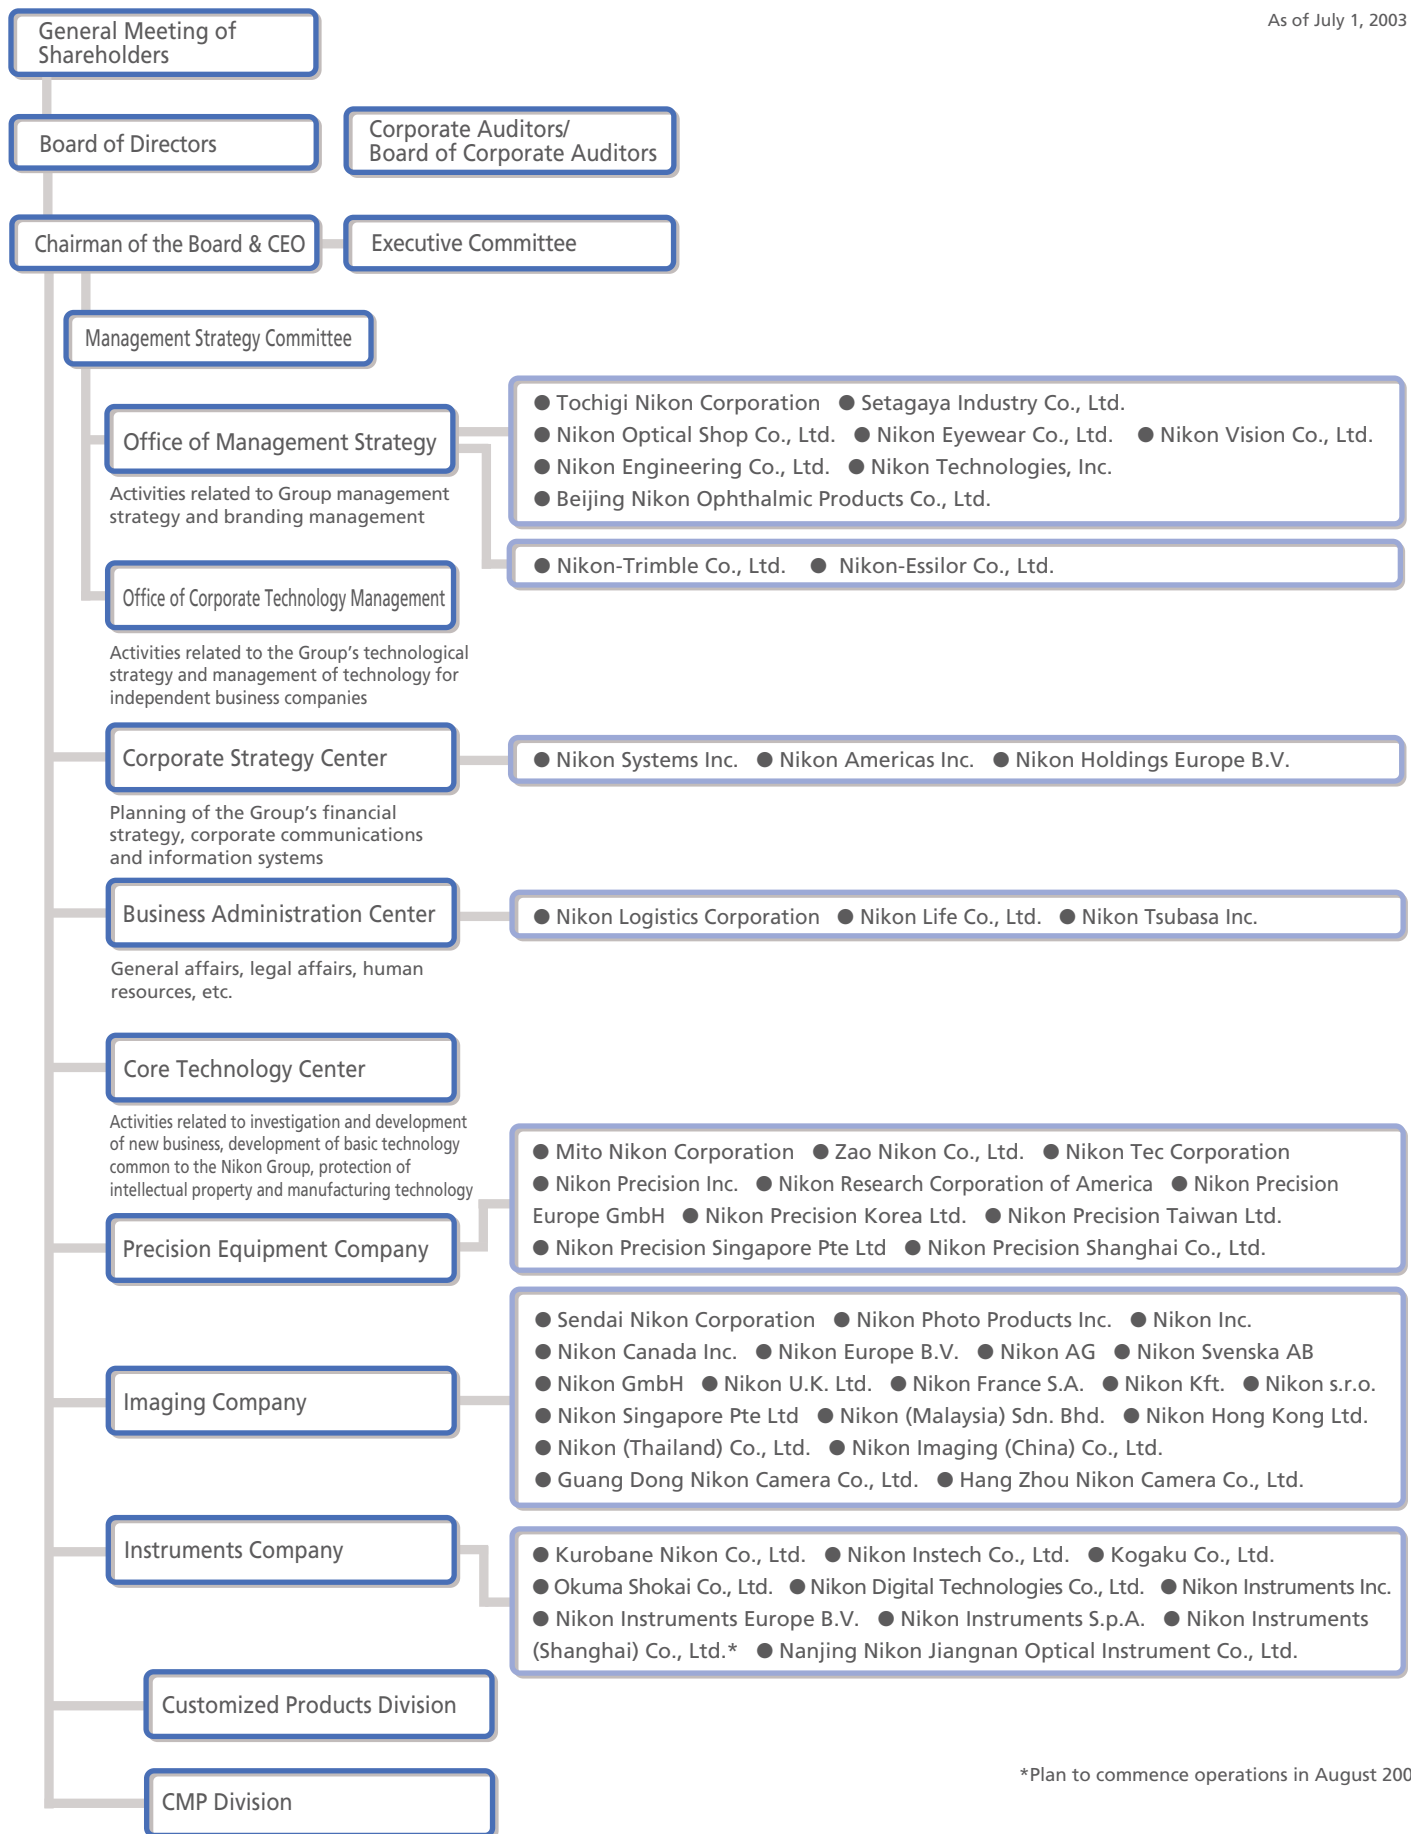 As of July 1, 2003
General Meeting of
Shareholders
Board of Directors
Corporate Auditors/
Board of Corporate Auditors
Chairman of the Board & CEO
Executive Committee
Management Strategy Committee
Office of Management Strategy
Activities related to Group management
strategy and branding management
● Tochigi Nikon Corporation ● Setagaya Industry Co., Ltd.
● Nikon Optical Shop Co., Ltd. ● Nikon Eyewear Co., Ltd. ● Nikon Vision Co., Ltd.
● Nikon Engineering Co., Ltd. ● Nikon Technologies, Inc.
● Beijing Nikon Ophthalmic Products Co., Ltd.
● Nikon-Trimble Co., Ltd. ● Nikon-Essilor Co., Ltd.
Office of Corporate Technology Management
Activities related to the Group’s technological
strategy and management of technology for
independent business companies
Corporate Strategy Center
● Nikon Systems Inc. ● Nikon Americas Inc. ● Nikon Holdings Europe B.V.
Planning of the Group’s financial
strategy, corporate communications
and information systems
Business Administration Center
● Nikon Logistics Corporation ● Nikon Life Co., Ltd. ● Nikon Tsubasa Inc.
General affairs, legal affairs, human
resources, etc.
Core Technology Center
Activities related to investigation and development
of new business, development of basic technology
common to the Nikon Group, protection of
intellectual property and manufacturing technology
Precision Equipment Company
● Mito Nikon Corporation ● Zao Nikon Co., Ltd. ● Nikon Tec Corporation
● Nikon Precision Inc. ● Nikon Research Corporation of America ● Nikon Precision
Europe GmbH ● Nikon Precision Korea Ltd. ● Nikon Precision Taiwan Ltd.
● Nikon Precision Singapore Pte Ltd ● Nikon Precision Shanghai Co., Ltd.
Imaging Company
● Sendai Nikon Corporation ● Nikon Photo Products Inc. ● Nikon Inc.
● Nikon Canada Inc. ● Nikon Europe B.V. ● Nikon AG ● Nikon Svenska AB
● Nikon GmbH ● Nikon U.K. Ltd. ● Nikon France S.A. ● Nikon Kft. ● Nikon s.r.o.
● Nikon Singapore Pte Ltd ● Nikon (Malaysia) Sdn. Bhd. ● Nikon Hong Kong Ltd.
● Nikon (Thailand) Co., Ltd. ● Nikon Imaging (China) Co., Ltd.
● Guang Dong Nikon Camera Co., Ltd. ● Hang Zhou Nikon Camera Co., Ltd.
Instruments Company
● Kurobane Nikon Co., Ltd. ● Nikon Instech Co., Ltd. ● Kogaku Co., Ltd.
● Okuma Shokai Co., Ltd. ● Nikon Digital Technologies Co., Ltd. ● Nikon Instruments Inc.
● Nikon Instruments Europe B.V. ● Nikon Instruments S.p.A. ● Nikon Instruments
(Shanghai) Co., Ltd.* ● Nanjing Nikon Jiangnan Optical Instrument Co., Ltd.
Customized Products Division
CMP Division
*Plan to commence operations in August 200